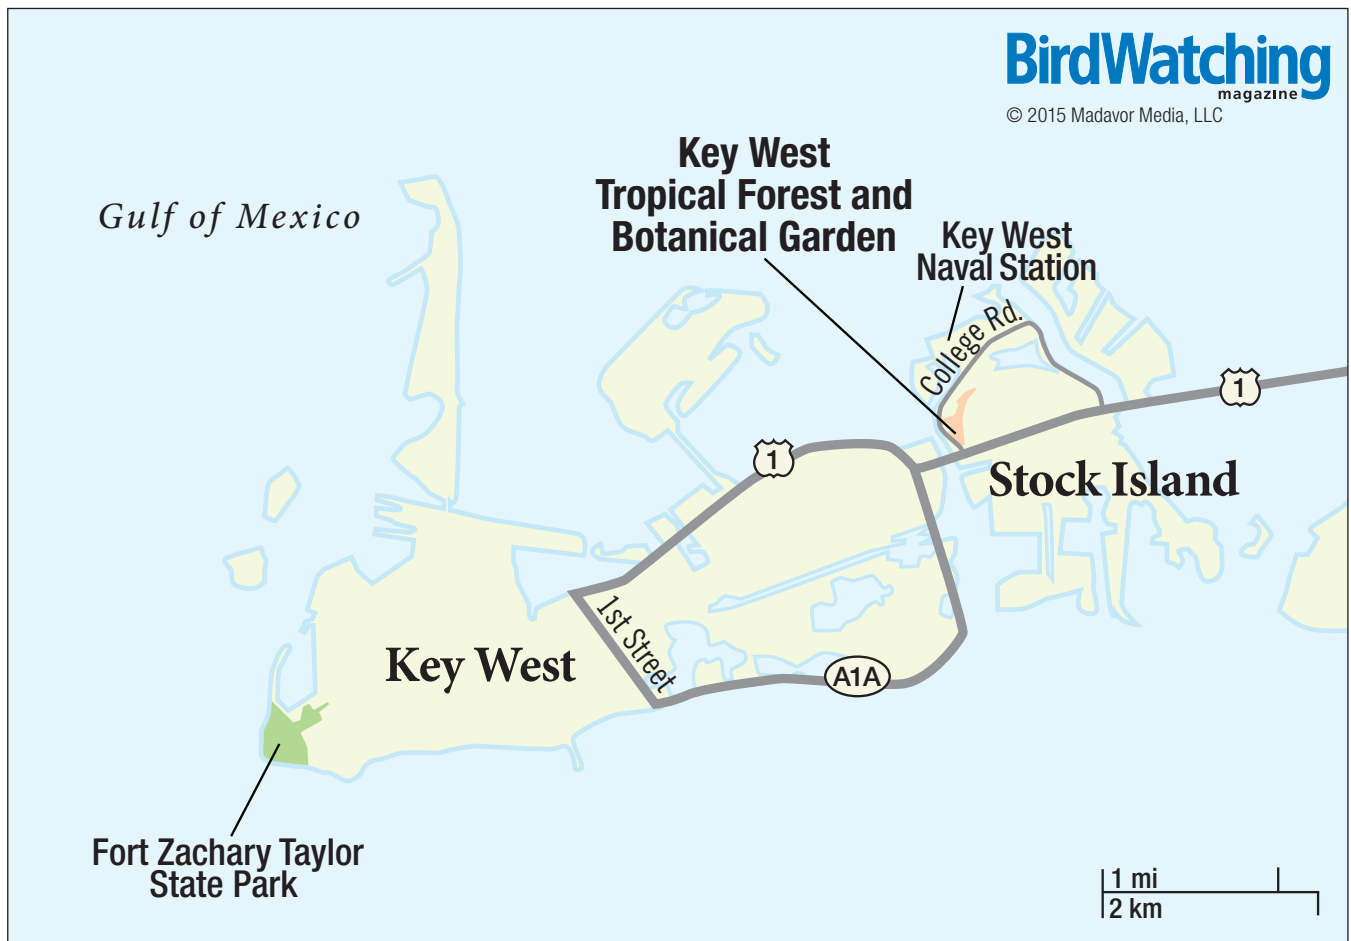 BirdWatching
magazine
© 2015 Madavor Media, LLC
Key West
Tropical Forest and
Botanical Garden
Gulf of Mexico
Key West
Naval Station
College Rd.
1
1
Stock Island
1st Street
Key West
A1A
Fort Zachary Taylor
State Park
1 mi
2 km